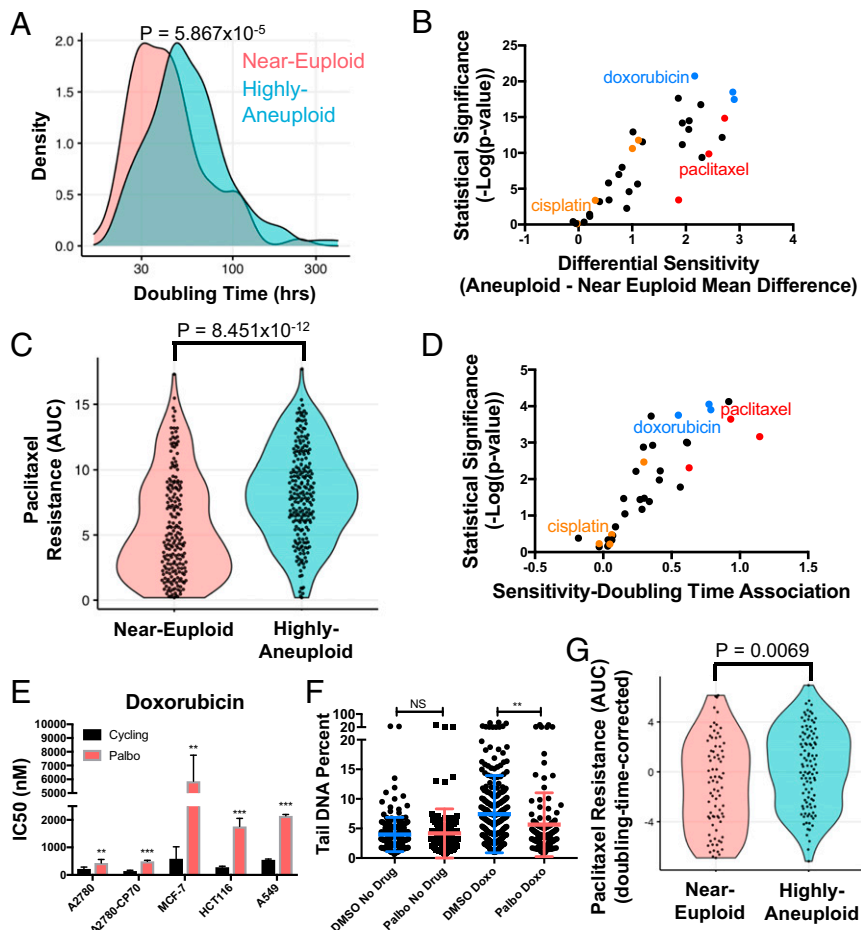 A
P = 5.867x10-5
Near-Euploid
Highly-
Aneuploid
2.0
1.5
1.0
0.5
0.0
Density
30
100
300
Doubling Time (hrs)
B
25
20
15
10
5
0
Statistical Significance
(-Log(p-value))
doxorubicin
paclitaxel
cisplatin
-1
0
1
2
3
4
Differential Sensitivity
(Aneuploid - Near Euploid Mean Difference)
C
P = 8.451x10-12
15
10
5
0
Paclitaxel
Resistance (AUC)
Near-Euploid
Highly-
Aneuploid
D
5
4
3
2
1
0
Statistical Significance
(-Log(p-value))
paclitaxel
doxorubicin
cisplatin
-0.5
0.0
0.5
1.0
1.5
Sensitivity-Doubling Time Association
E
Doxorubicin
Cycling
Palbo
10000
9000
8000
7000
6000
5000
2000
1000
0
IC50 (nM)
**
***
**
***
***
A2780
A2780-CP70
MCF-7
HCT116
A549
F
NS
**
100
20
20
15
10
5
0
Tail DNA Percent
DMSO No Drug
Palbo No Drug
DMSO Doxo
Palbo Doxo
G
P = 0.0069
4
0
-4
Paclitaxel Resistance (AUC)
(doubling-time-corrected)
Near-
Euploid
Highly-
Aneuploid